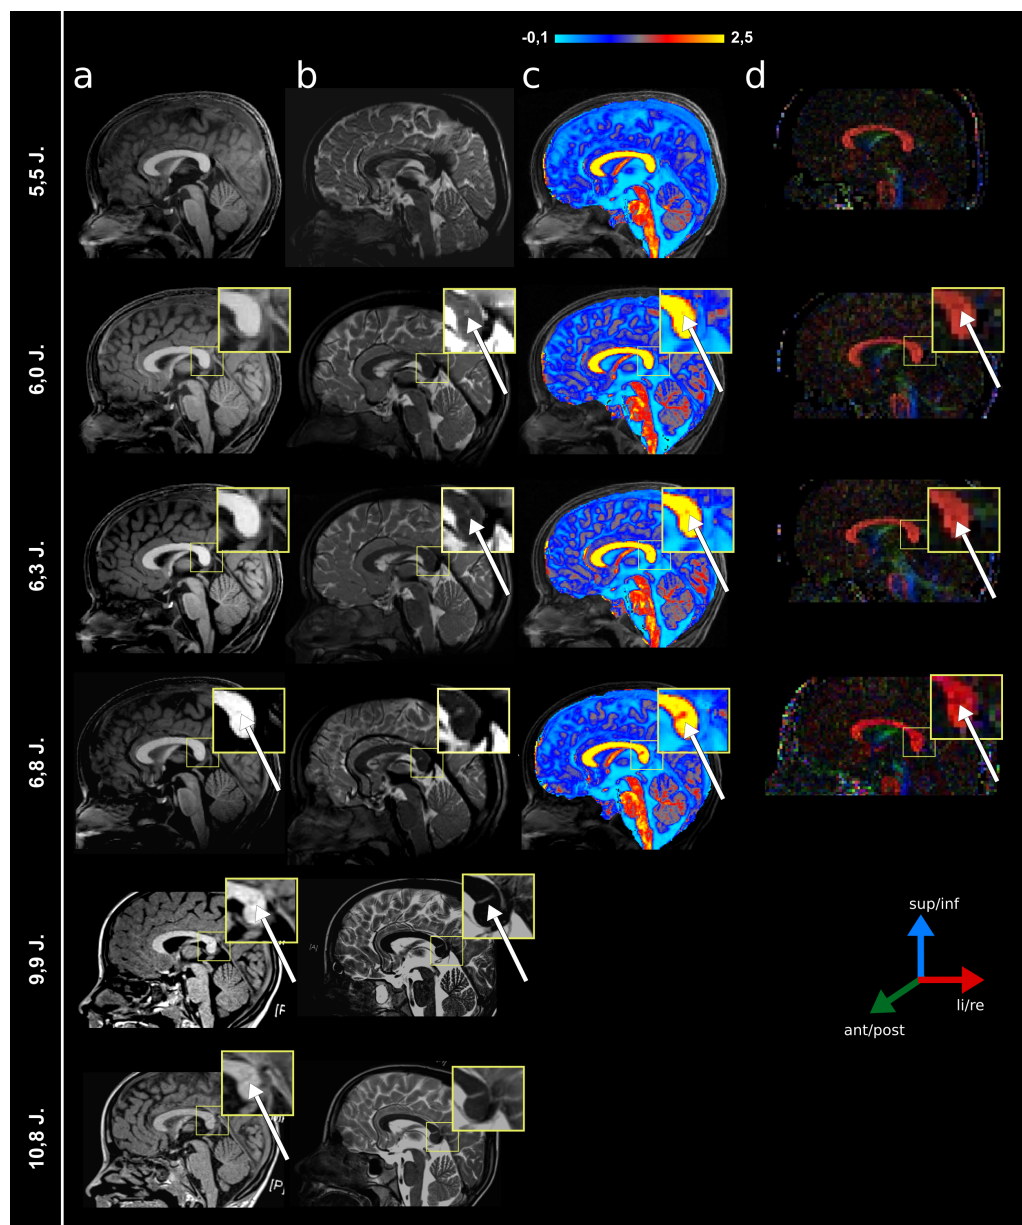 -0,1 2,5
a b c d
5,5 J.
6,0 J.
6,3 J.
6,8 J.
9,9 J.
[A]
sup/inf
li/re
ant/post
10,8 J.